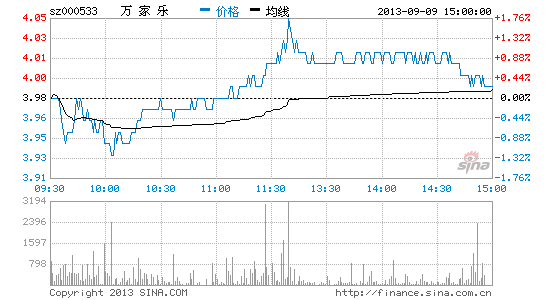 sz000533 万 家 乐 价格 均线 2013-09-09 15:00:00
4.05 1.76%
4.03 1.32%
4.01 0.88%
4.00 0.44%
3.98 0.00%
3.96 0.44%
3.95 0.88%
3.93 1.32%
3.91 1.76%
sina
新浪财经
09:30 10:00 10:30 11:00 11:30 13:30 14:00 14:30 15:00
3194
2396
1597
798
Copyright 2013 SINA.COM http://finance.sina.com.cn